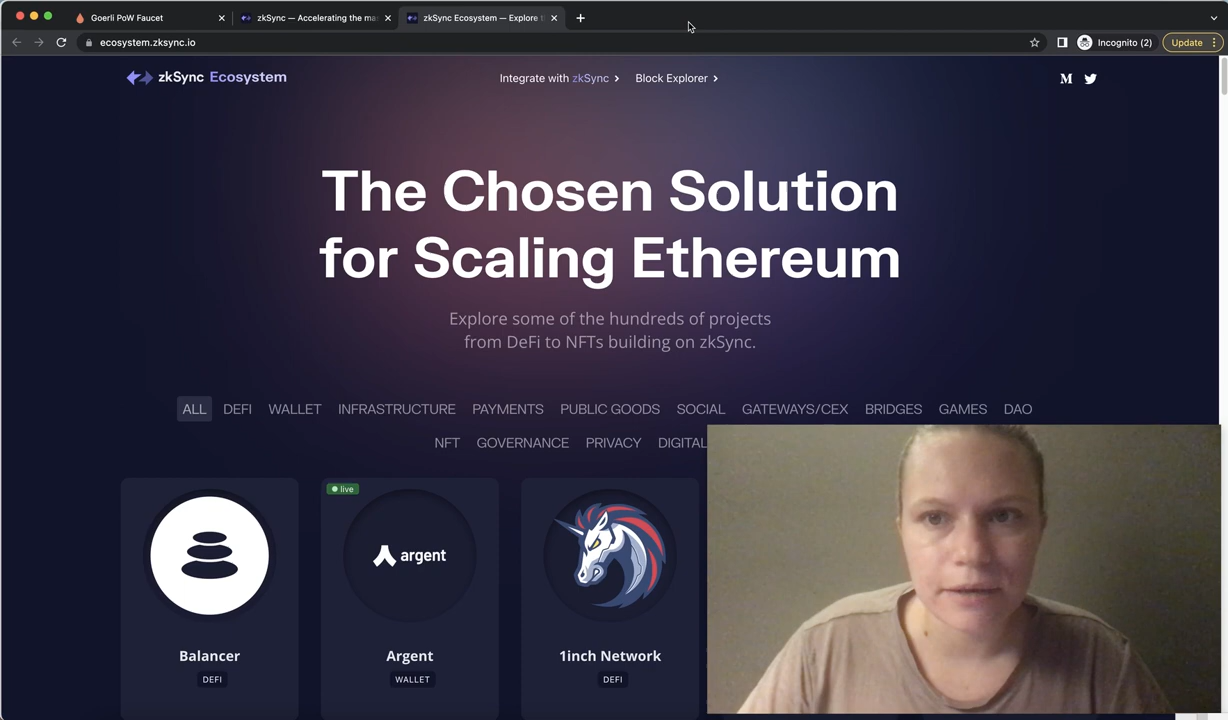 Goerli PoW Faucet
zkSync — Accelerating the ma
zkSync Ecosystem — Explore t
ecosystem.zksync.io
Incognito (2)
Update
zkSync Ecosystem
Integrate with zkSync
Block Explorer
M
The Chosen Solution
for Scaling Ethereum
Explore some of the hundreds of projects
from DeFi to NFTs building on zkSync.
ALL DEFI WALLET INFRASTRUCTURE PAYMENTS PUBLIC GOODS SOCIAL GATEWAYS/CEX BRIDGES GAMES DAO
NFT GOVERNANCE PRIVACY DIGITAL
live
argent
Balancer
DEFI
Argent
WALLET
1inch Network
DEFI